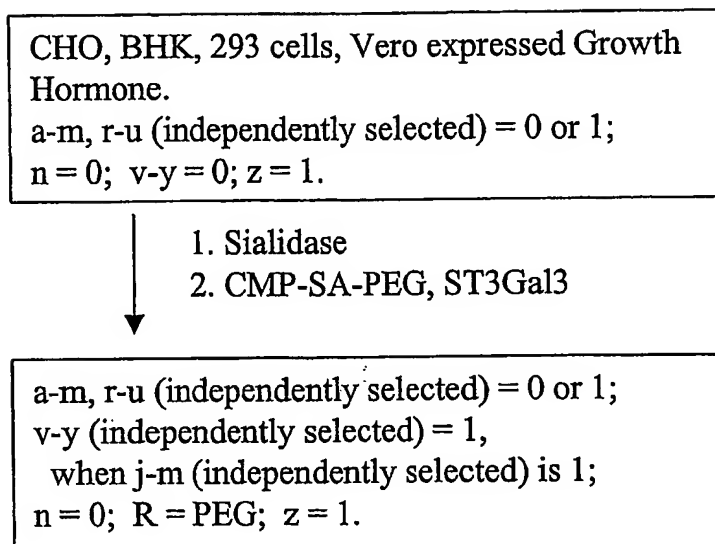 CHO, BHK, 293 cells, Vero expressed Growth
Hormone.
a-m, r-u (independently selected) = 0 or 1;
n = 0; v-y = 0; z = 1.
1. Sialidase
2. CMP-SA-PEG, ST3Gal3
a-m, r-u (independently selected) = 0 or 1;
v-y (independently selected) = 1,
when j-m (independently selected) is 1;
n = 0; R = PEG; z = 1.